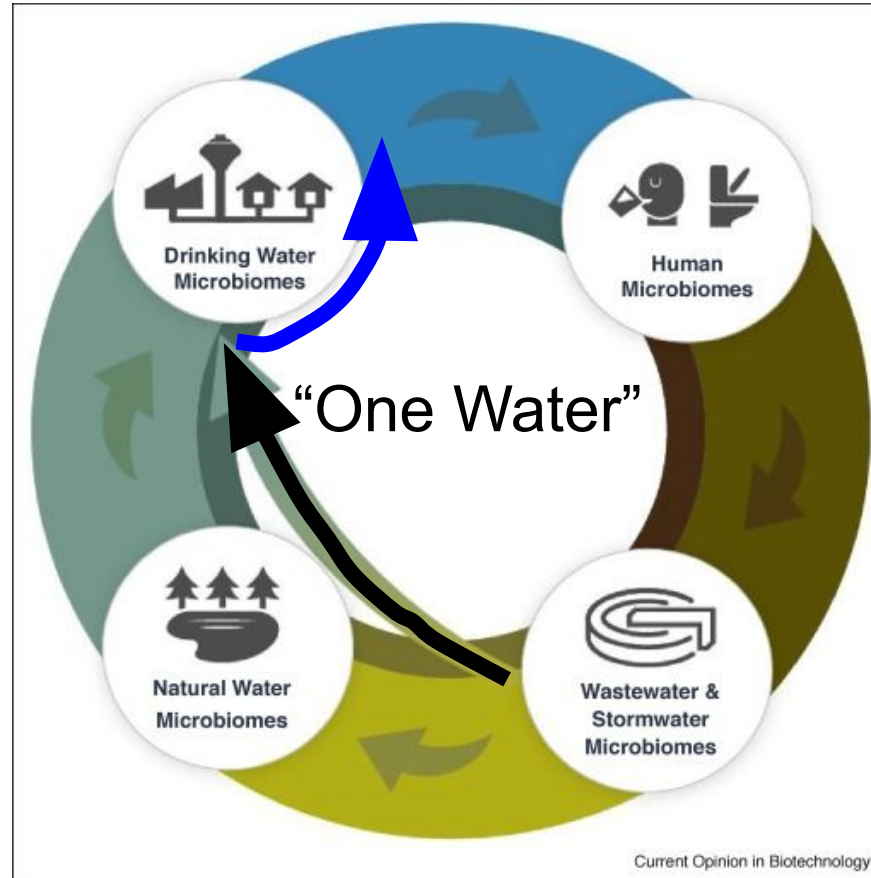 Drinking Water
Microbiomes
Human
Microbiomes
“One Water”
Natural Water
Microbiomes
Wastewater &
Stormwater
Microbiomes
Current Opinion in Biotechnology